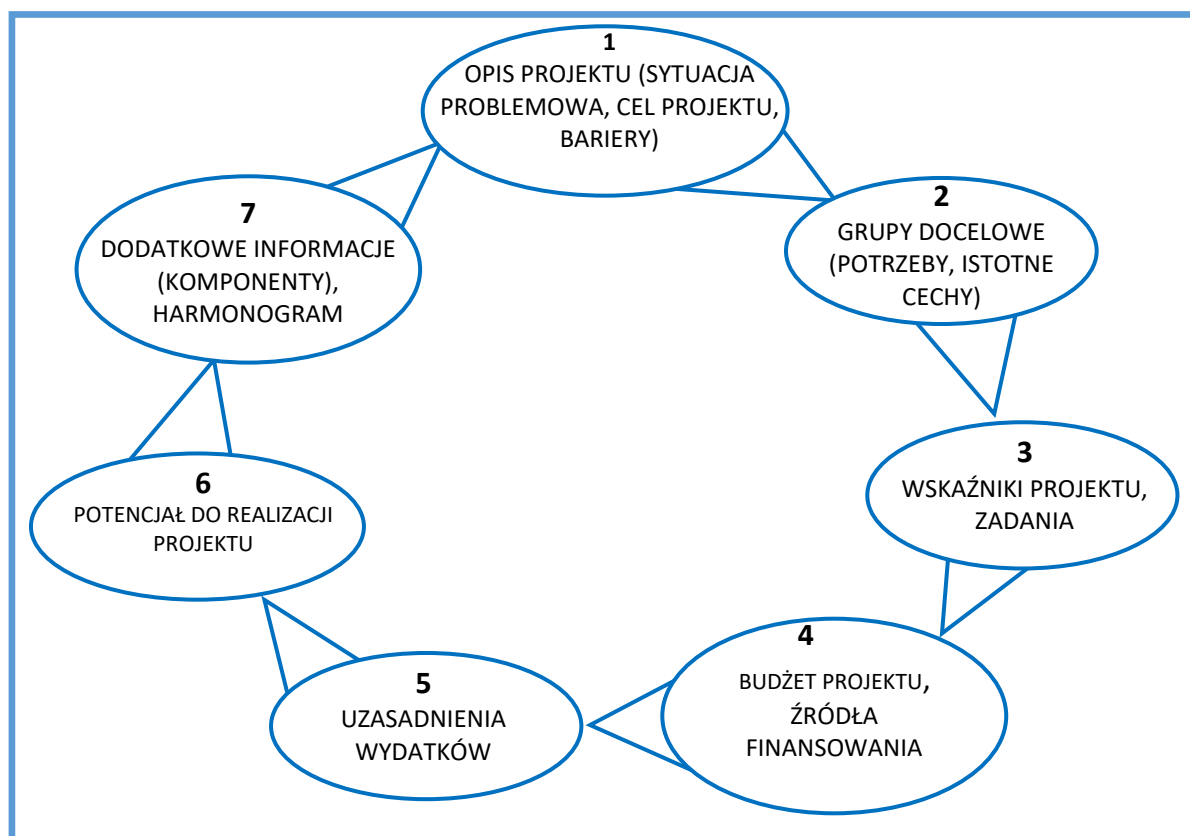 1
OPIS PROJEKTU (SYTUACJA
PROBLEMOWA, CEL PROJEKTU,
BARIERY)
2
GRUPY DOCELOWE
(POTRZEBY, ISTOTNE
CECHY)
3
WSKAŹNIKI PROJEKTU,
ZADANIA
4
BUDŻET PROJEKTU,
ŹRÓDŁA
FINANSOWANIA
5
UZASADNIENIA
WYDATKÓW
6
POTENCJAŁ DO REALIZACJI
PROJEKTU
7
DODATKOWE INFORMACJE
(KOMPONENTY),
HARMONOGRAM